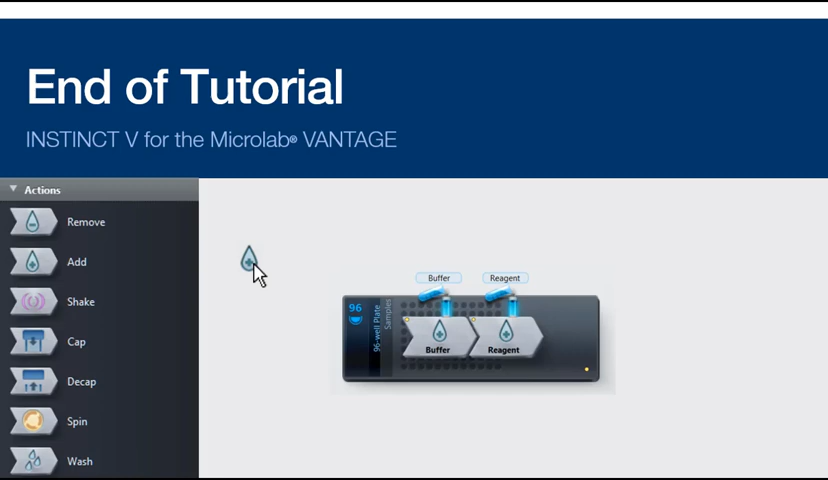 End of Tutorial
INSTINCT V for the Microlab® VANTAGE
Actions
Remove
Add
Shake
Cap
Decap
Spin
Wash
Buffer
Reagent
96
96-well Plate
Samples
Buffer
Reagent